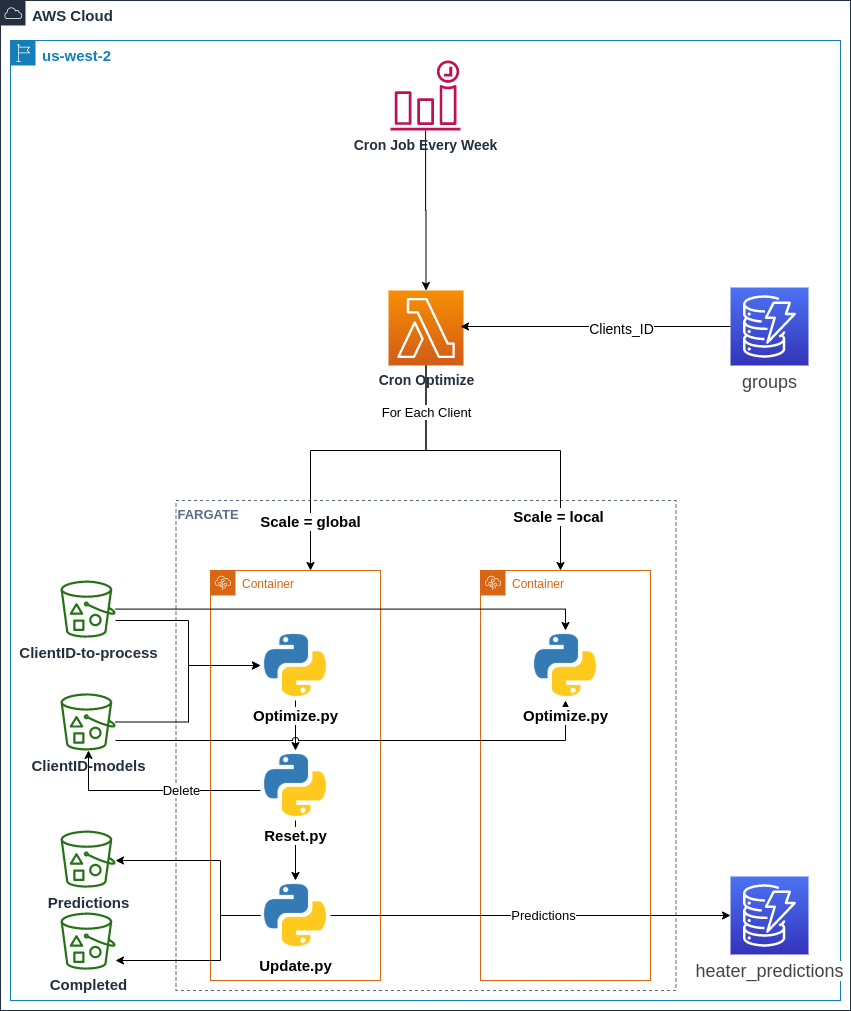 AWS Cloud
us-west-2
Cron Job Every Week
Clients_ID
groups
Cron Optimize
For Each Client
FARGATE
Scale = global
Scale = local
Container
Container
ClientID-to-process
Optimize.py
Optimize.py
ClientID-models
Delete
Reset.py
Predictions
Completed
Update.py
Predictions
heater_predictions